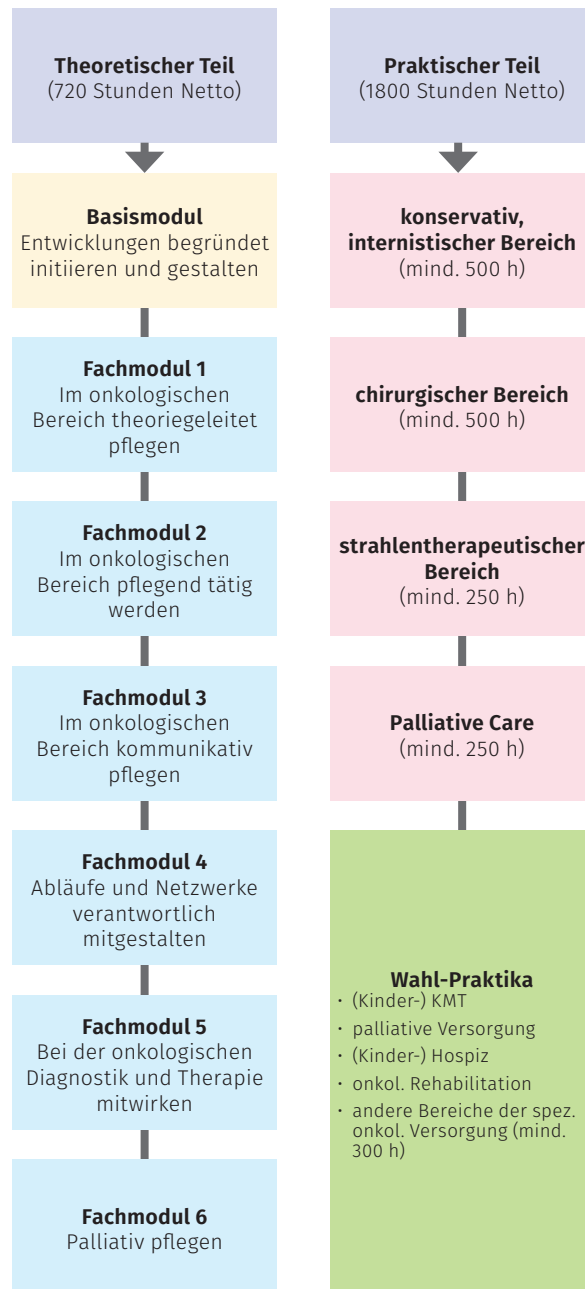 Theoretischer Teil
(720 Stunden Netto)
Basismodul
Entwicklungen begründet
initiieren und gestalten
Fachmodul 1
Im onkologischen
Bereich theoriegeleitet
pflegen
Fachmodul 2
Im onkologischen
Bereich pflegend tätig
werden
Fachmodul 3
Im onkologischen
Bereich kommunikativ
pflegen
Fachmodul 4
Abläufe und Netzwerke
verantwortlich
mitgestalten
Fachmodul 5
Bei der onkologischen
Diagnostik und Therapie
mitwirken
Fachmodul 6
Palliativ pflegen
Praktischer Teil
(1800 Stunden Netto)
konservativ,
internistischer Bereich
(mind. 500 h)
chirurgischer Bereich
(mind. 500 h)
strahlentherapeutischer
Bereich
(mind. 250 h)
Palliative Care
(mind. 250 h)
Wahl-Praktika
· (Kinder-) KMT
· palliative Versorgung
· (Kinder-) Hospiz
· onkol. Rehabilitation
· andere Bereiche der spez.
onkol. Versorgung (mind.
300 h)